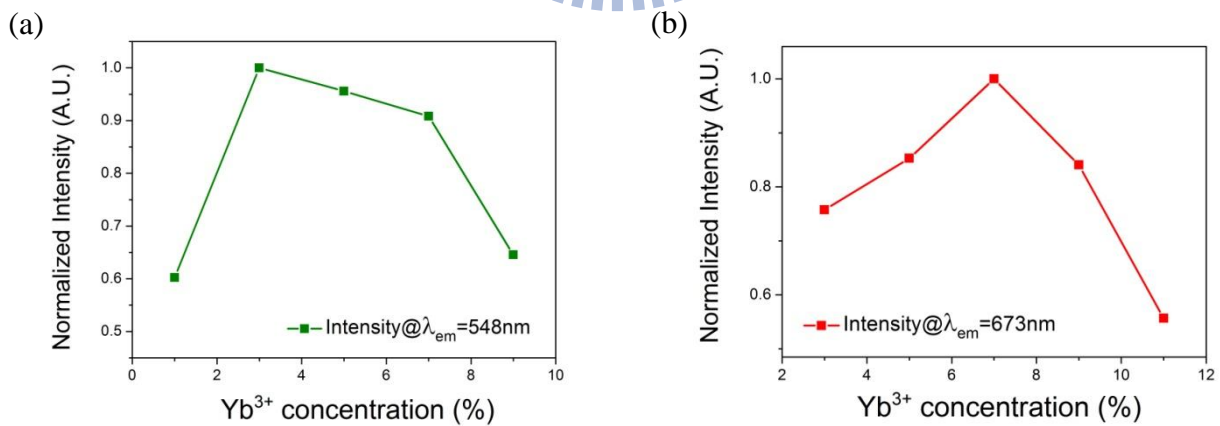 (a)
Normalized Intensity (A.U.)
1.0
0.9
0.8
0.7
0.6
0.5
0 2 4 6 8 10
Yb³⁺ concentration (%)
Intensity@λem=548nm
(b)
Normalized Intensity (A.U.)
1.0
0.8
0.6
2 4 6 8 10 12
Yb³⁺ concentration (%)
Intensity@λem=673nm